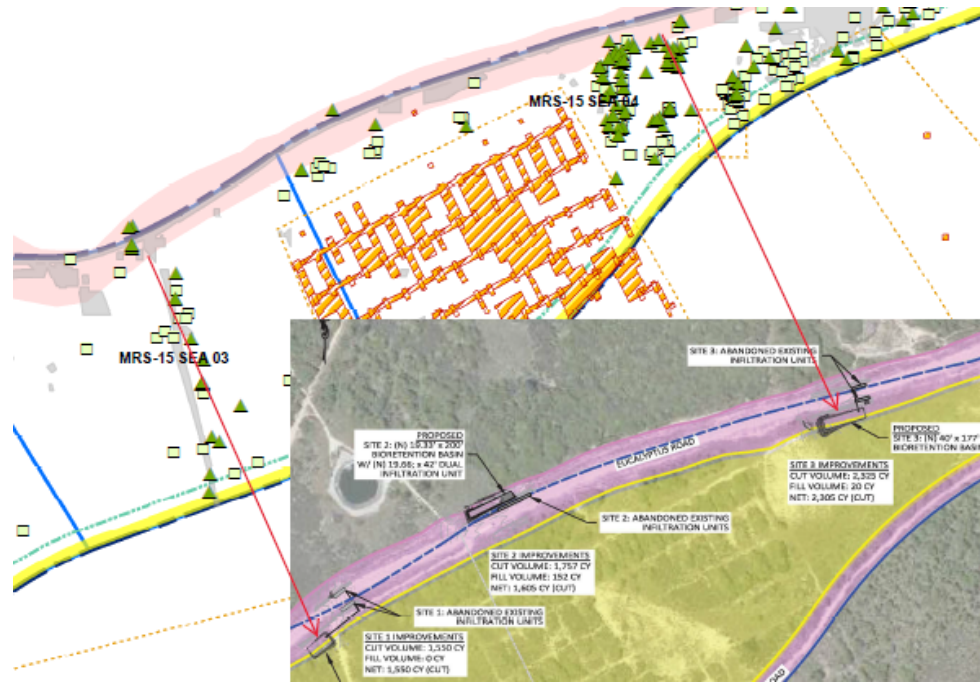 MRS-15 SEA 04
MRS-15 SEA 03
SITE 3: ABANDONED EXISTING
INFILTRATION UNITS
PROPOSED
SITE 2: (N) 19.33' x 200'
BIORETENTION BASIN
W/ (N) 19.66; x 42' DUAL
INFILTRATION UNIT
EUCALYPTUS ROAD
PROPOSED
SITE 3: (N) 40' x 177'
BIORETENTION BASIN
SITE 3 IMPROVEMENTS
CUT VOLUME: 2,325 CY
FILL VOLUME: 20 CY
NET: 2,305 CY (CUT)
SITE 2: ABANDONED EXISTING
INFILTRATION UNITS
SITE 2 IMPROVEMENTS
CUT VOLUME: 1,757 CY
FILL VOLUME: 152 CY
NET: 1,605 CY (CUT)
SITE 1: ABANDONED EXISTING
INFILTRATION UNITS
SITE 1 IMPROVEMENTS
CUT VOLUME: 1,550 CY
FILL VOLUME: 0 CY
NET: 1,550 CY (CUT)